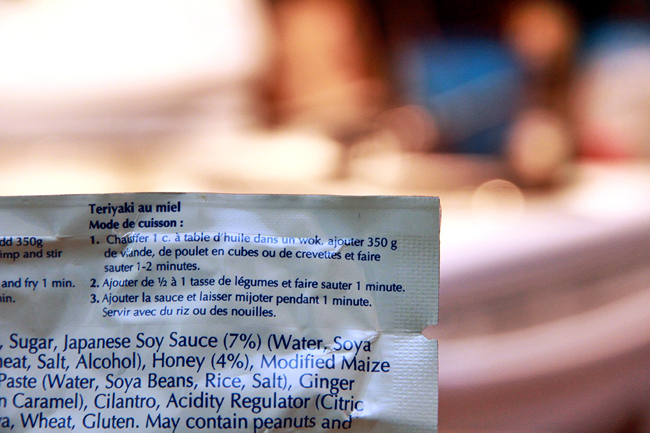 Teriyaki au miel
Mode de cuisson :
1. Chauffer 1 c. à table d'huile dans un wok, ajouter 350 g
de viande, de poulet en cubes ou de crevettes et faire
sauter 1-2 minutes.
2. Ajouter de ½ à 1 tasse de légumes et faire sauter 1 minute.
3. Ajouter la sauce et laisser mijoter pendant 1 minute.
Servir avec du riz ou des nouilles.
dd 350g
imp and stir
and fry 1 min.
in.
, Sugar, Japanese Soy Sauce (7%) (Water, Soya
eat, Salt, Alcohol), Honey (4%), Modified Maize
Paste (Water, Soya Beans, Rice, Salt), Ginger
n Caramel), Cilantro, Acidity Regulator (Citric
a, Wheat, Gluten. May contain peanuts and